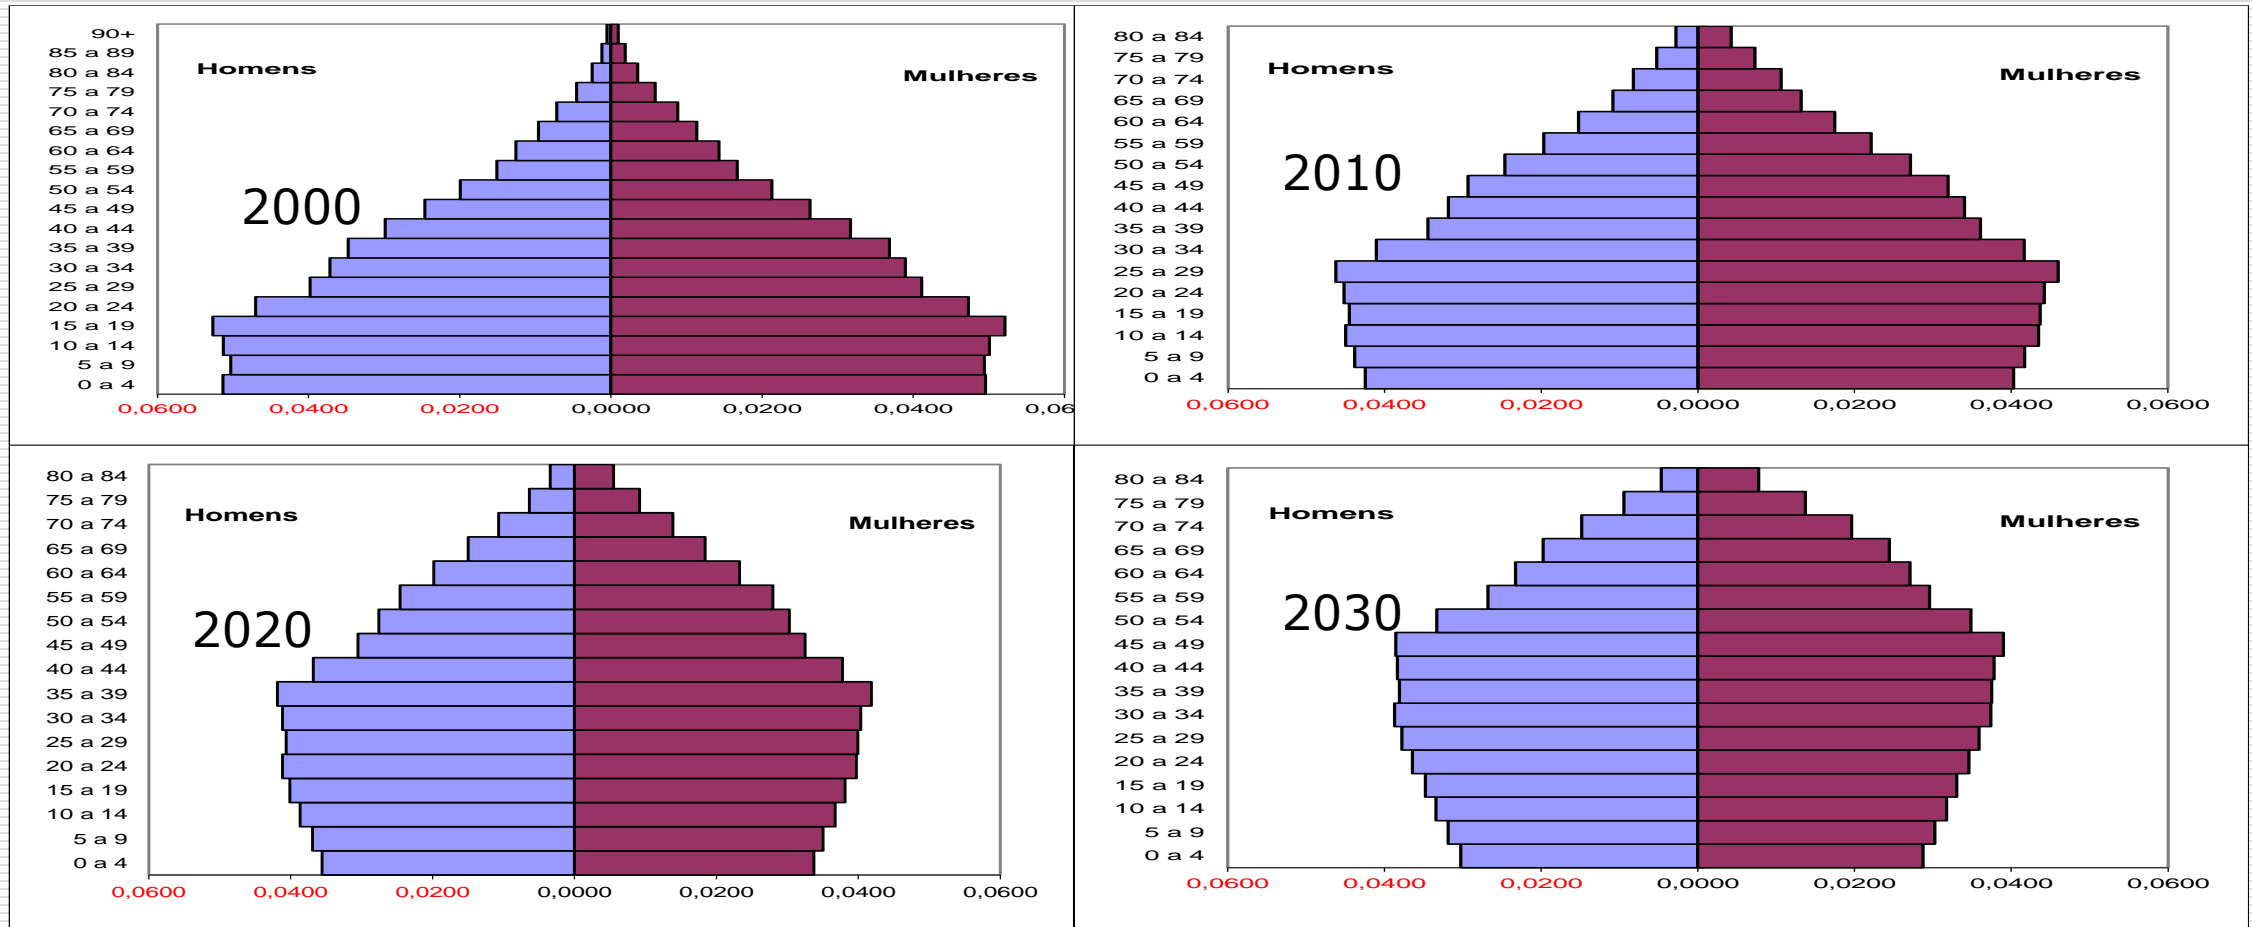 90+
85 a 89
80 a 84
75 a 79
70 a 74
65 a 69
60 a 64
55 a 59
50 a 54
45 a 49
40 a 44
35 a 39
30 a 34
25 a 29
20 a 24
15 a 19
10 a 14
5 a 9
0 a 4
Homens
Mulheres
2000
0,0600 0,0400 0,0200 0,0000 0,0200 0,0400 0,06
80 a 84
75 a 79
70 a 74
65 a 69
60 a 64
55 a 59
50 a 54
45 a 49
40 a 44
35 a 39
30 a 34
25 a 29
20 a 24
15 a 19
10 a 14
5 a 9
0 a 4
Homens
Mulheres
2010
0,0600 0,0400 0,0200 0,0000 0,0200 0,0400 0,0600
80 a 84
75 a 79
70 a 74
65 a 69
60 a 64
55 a 59
50 a 54
45 a 49
40 a 44
35 a 39
30 a 34
25 a 29
20 a 24
15 a 19
10 a 14
5 a 9
0 a 4
Homens
Mulheres
2020
0,0600 0,0400 0,0200 0,0000 0,0200 0,0400 0,0600
80 a 84
75 a 79
70 a 74
65 a 69
60 a 64
55 a 59
50 a 54
45 a 49
40 a 44
35 a 39
30 a 34
25 a 29
20 a 24
15 a 19
10 a 14
5 a 9
0 a 4
Homens
Mulheres
2030
0,0600 0,0400 0,0200 0,0000 0,0200 0,0400 0,0600